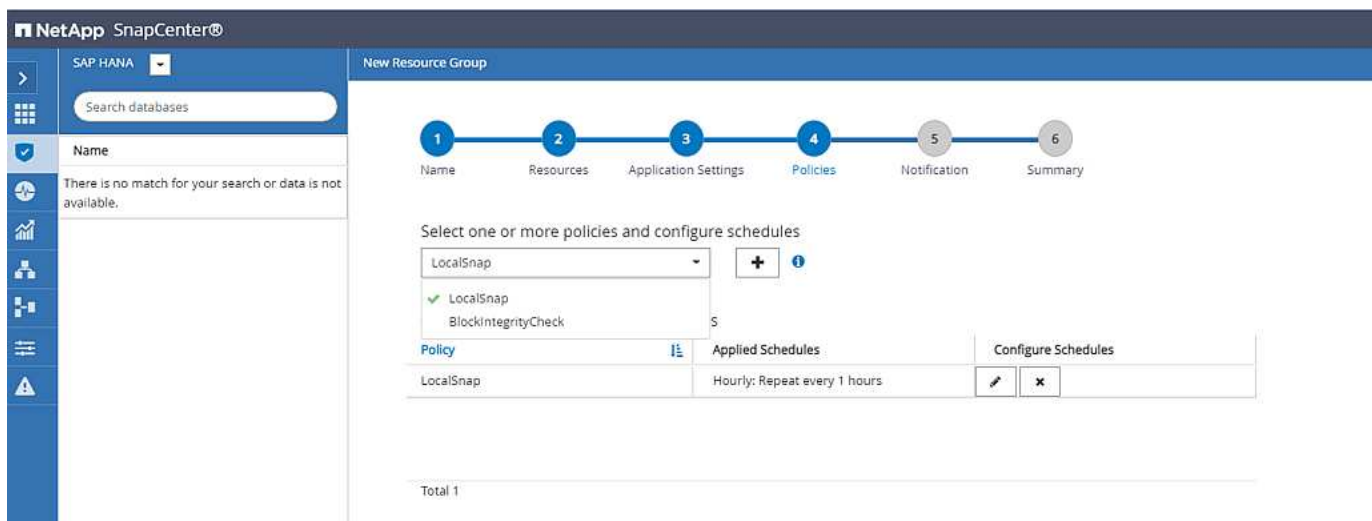 NetApp SnapCenter®
SAP HANA
New Resource Group
Search databases
Name
There is no match for your search or data is not
available.
1 2 3 4 5 6
Name Resources Application Settings Policies Notification Summary
Select one or more policies and configure schedules
LocalSnap
LocalSnap
BlockIntegrityCheck
s
Policy Applied Schedules Configure Schedules
LocalSnap Hourly: Repeat every 1 hours
Total 1